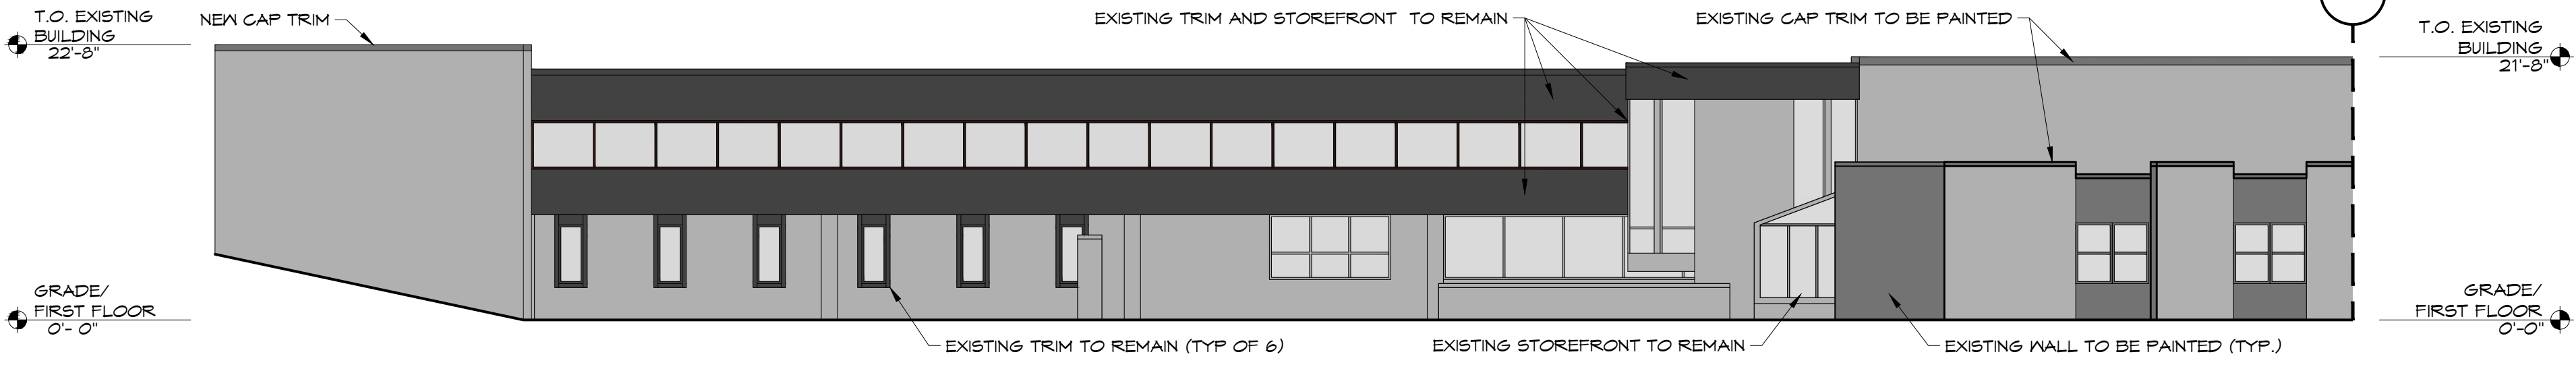 T.O. EXISTING
BUILDING
22'-8"
NEW CAP TRIM
EXISTING TRIM AND STOREFRONT TO REMAIN
EXISTING CAP TRIM TO BE PAINTED
T.O. EXISTING
BUILDING
21'-8"
GRADE/
FIRST FLOOR
0'- 0"
EXISTING TRIM TO REMAIN (TYP OF 6)
EXISTING STOREFRONT TO REMAIN
EXISTING WALL TO BE PAINTED (TYP.)
GRADE/
FIRST FLOOR
0'-0"